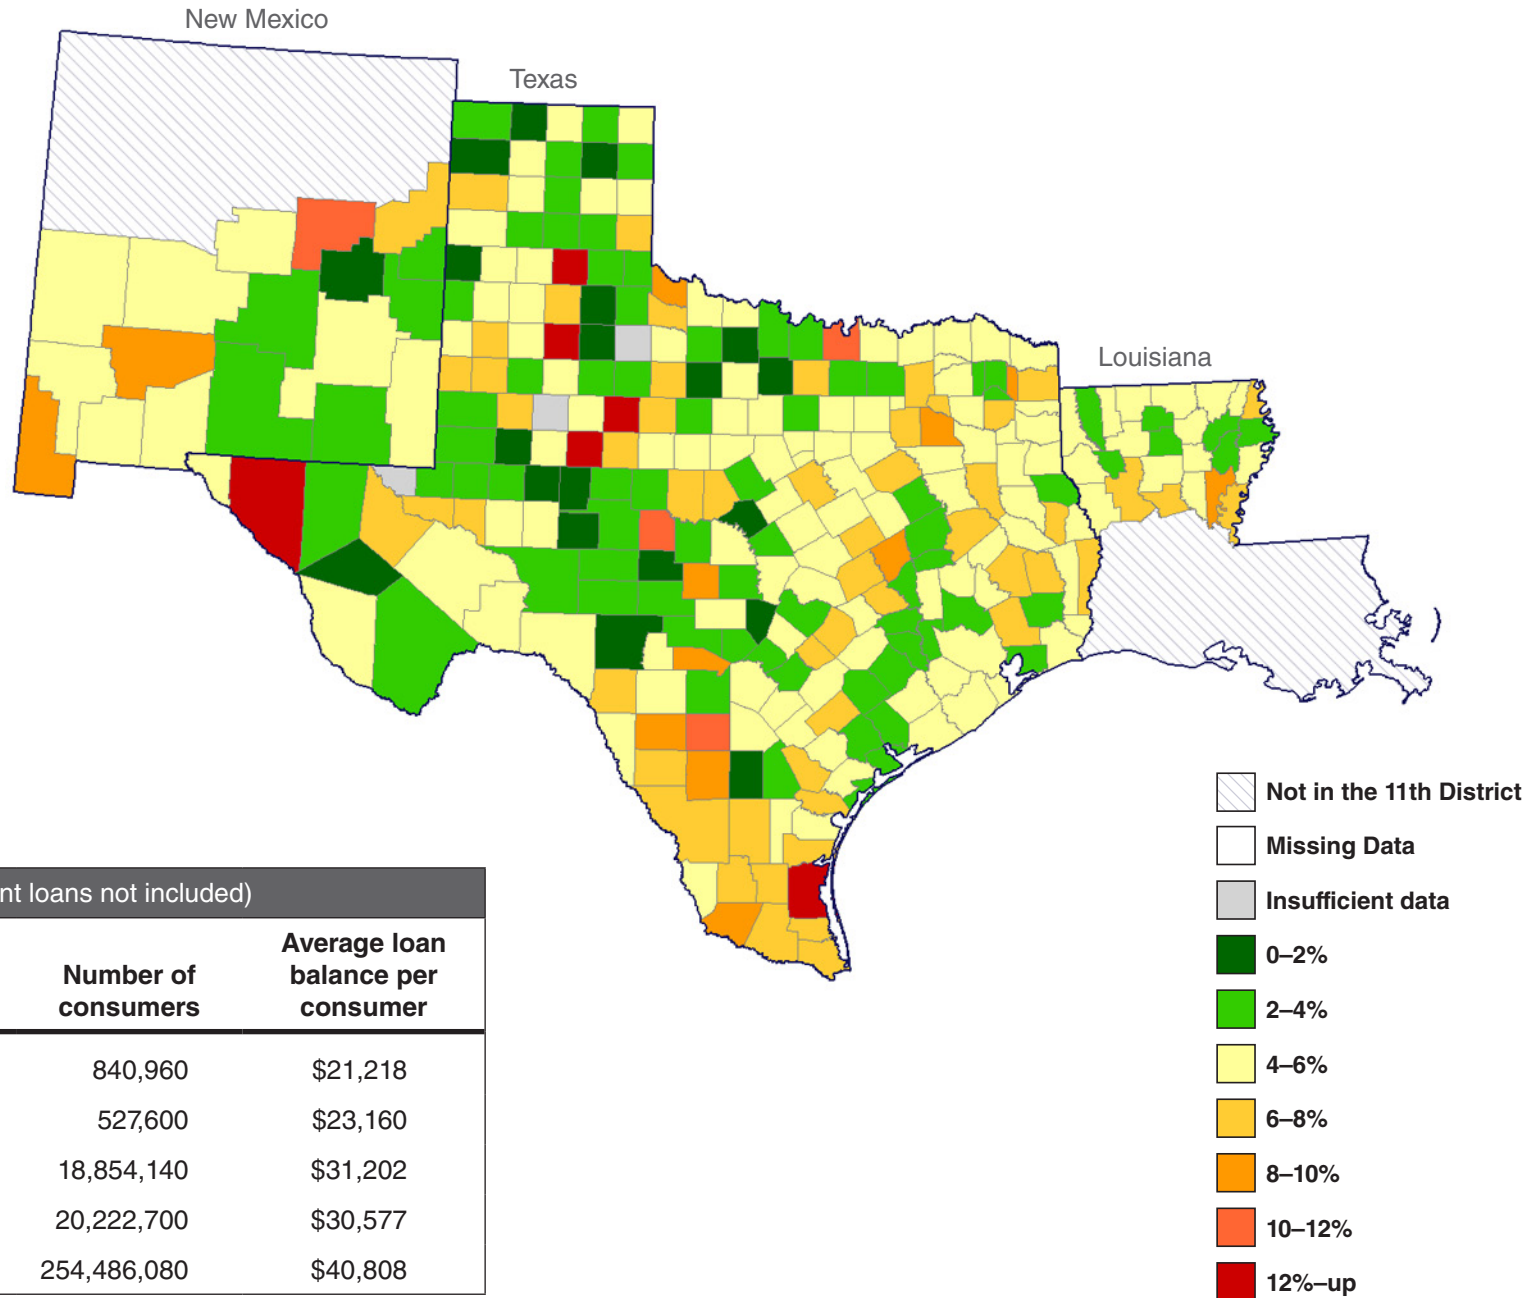 New Mexico
Texas
Louisiana
Not in the 11th District
Missing Data
Insufficient data
0–2%
2–4%
4–6%
6–8%
8–10%
10–12%
12%–up
nt loans not included)
Number of consumers
Average loan balance per consumer
840,960 $21,218
527,600 $23,160
18,854,140 $31,202
20,222,700 $30,577
254,486,080 $40,808